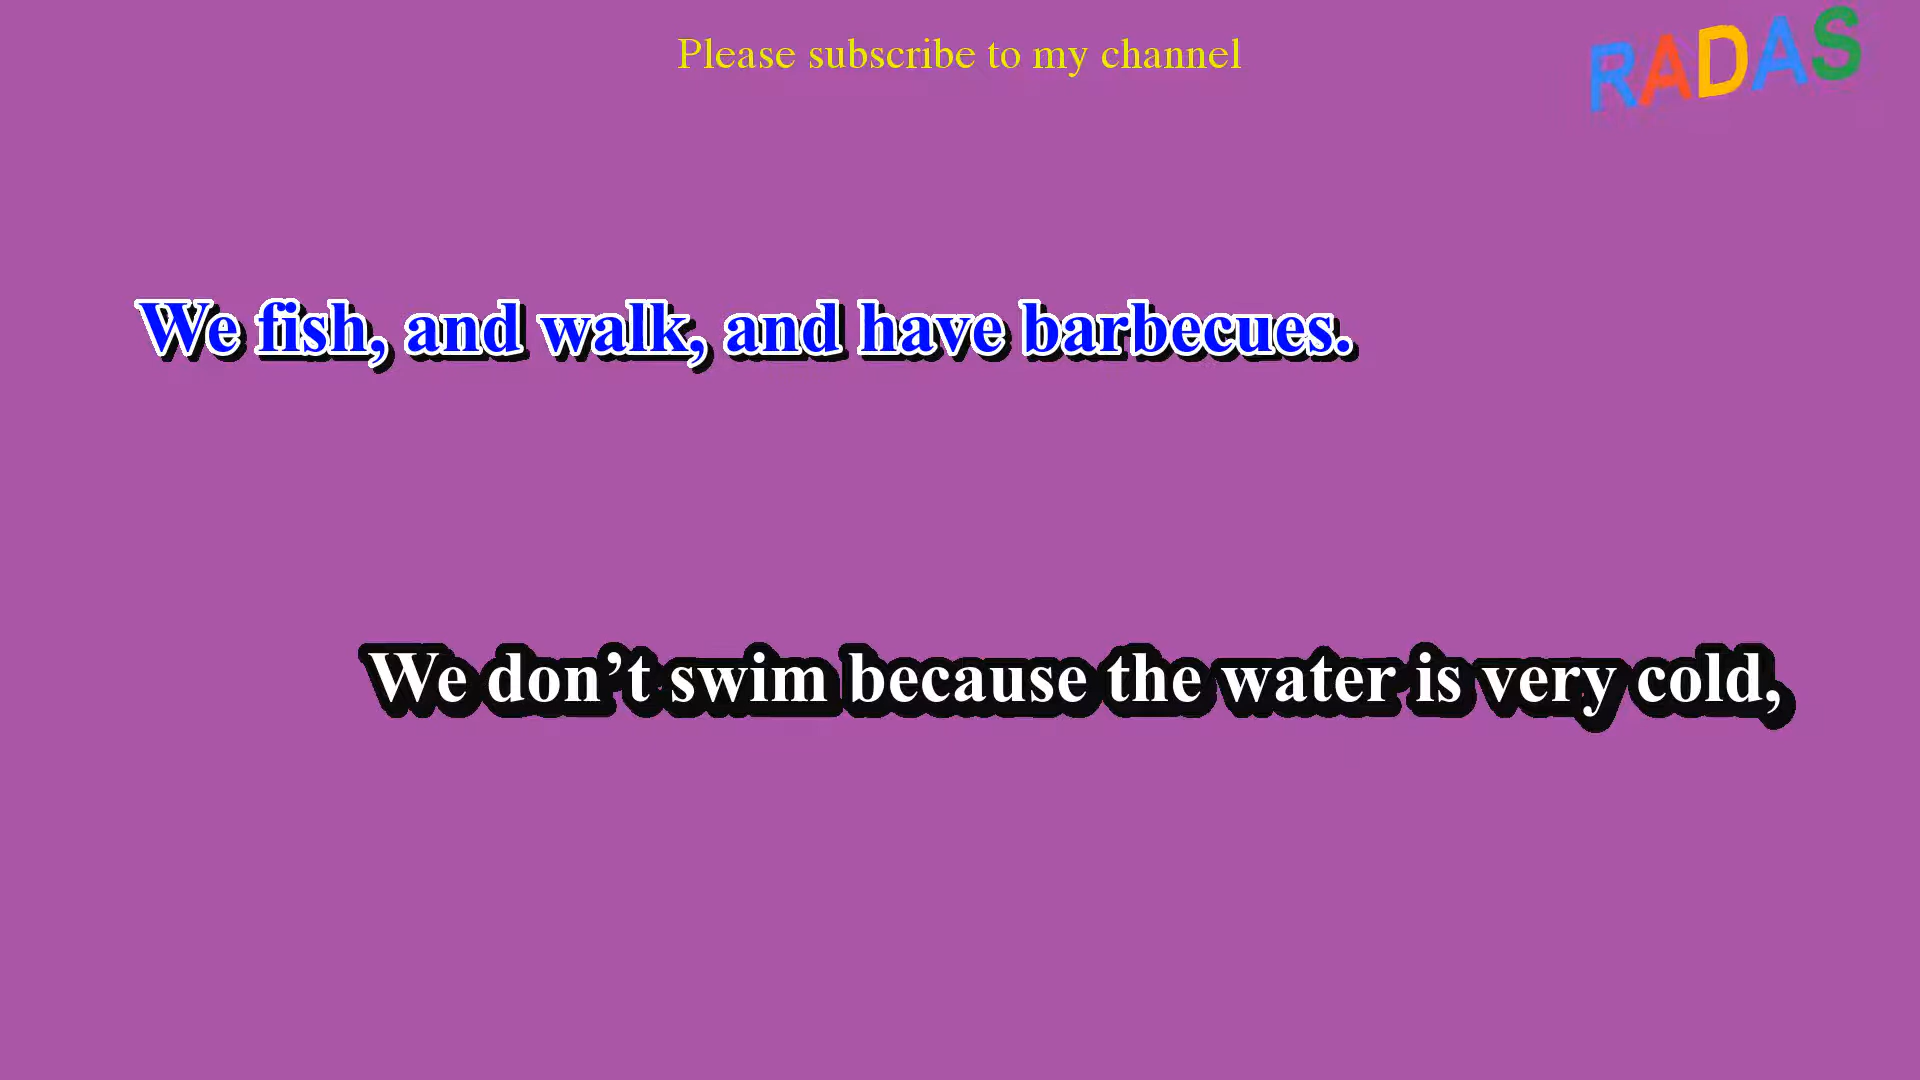 Please subscribe to my channel
RADAS
We fish, and walk, and have barbecues.
We don’t swim because the water is very cold,